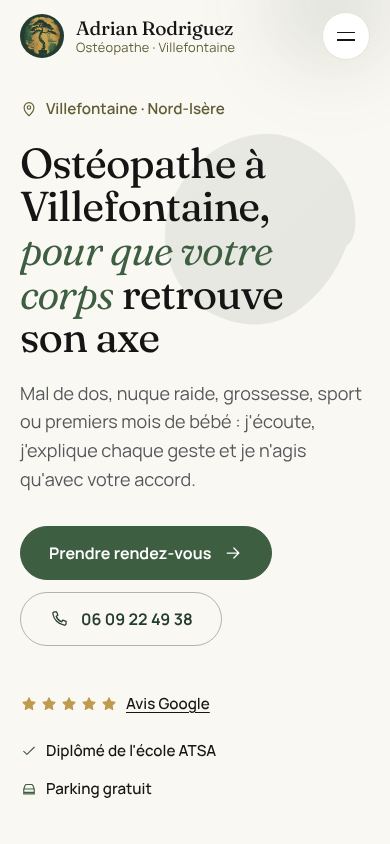 Adrian Rodriguez
Ostéopathe · Villefontaine
Villefontaine · Nord-Isère
Ostéopathe à
Villefontaine,
pour que votre
corps retrouve
son axe
Mal de dos, nuque raide, grossesse, sport
ou premiers mois de bébé : j'écoute,
j'explique chaque geste et je n'agis
qu'avec votre accord.
Prendre rendez-vous
06 09 22 49 38
Avis Google
Diplômé de l'école ATSA
Parking gratuit